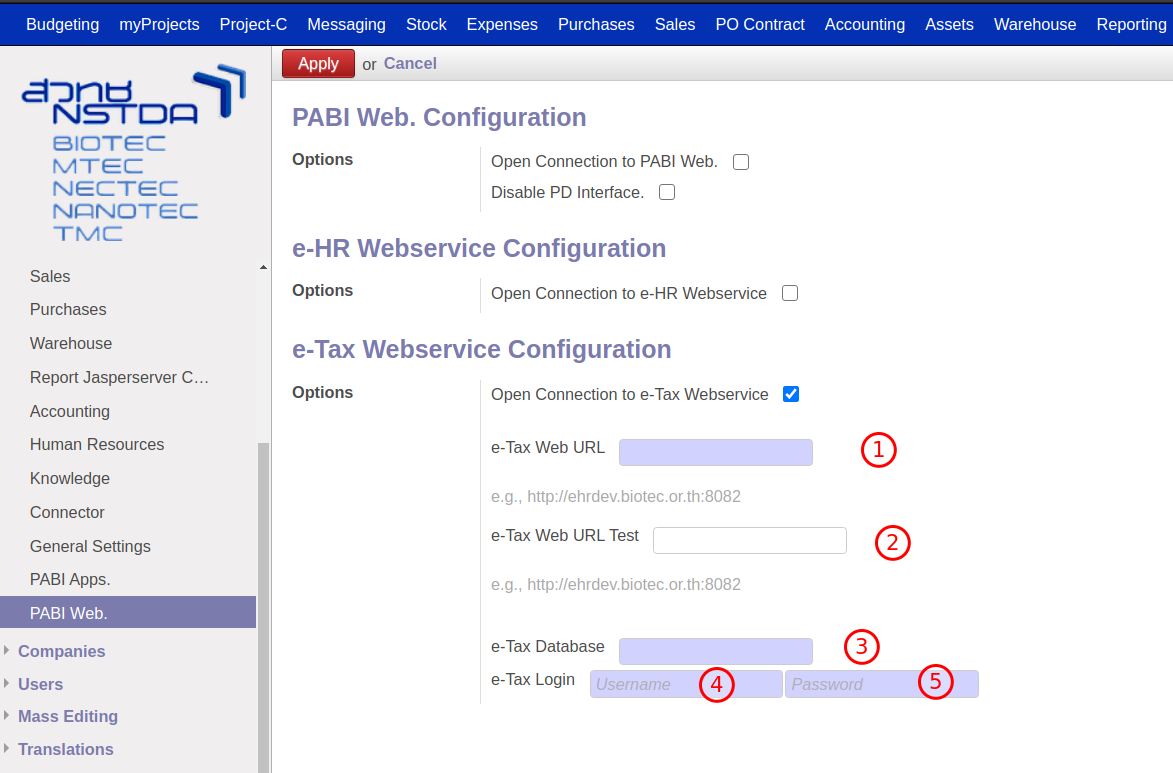 Budgeting myProjects Project-C Messaging Stock Expenses Purchases Sales PO Contract Accounting Assets Warehouse Reporting
สวทช
NSTDA
BIOTEC
MTEC
NECTEC
NANOTEC
TMC
Sales
Purchases
Warehouse
Report Jasperserver C…
Accounting
Human Resources
Knowledge
Connector
General Settings
PABI Apps.
PABI Web.
Companies
Users
Mass Editing
Translations
Apply or Cancel
PABI Web. Configuration
Options
Open Connection to PABI Web.
Disable PD Interface.
e-HR Webservice Configuration
Options
Open Connection to e-HR Webservice
e-Tax Webservice Configuration
Options
Open Connection to e-Tax Webservice
e-Tax Web URL 1
e.g., http://ehrdev.biotec.or.th:8082
e-Tax Web URL Test 2
e.g., http://ehrdev.biotec.or.th:8082
e-Tax Database 3
e-Tax Login Username 4 Password 5